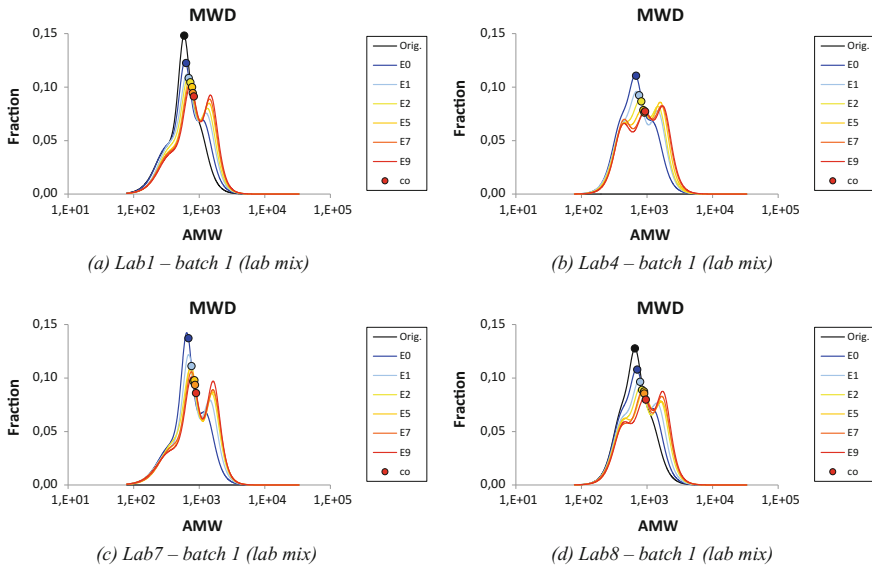 MWD
0,15
0,10
0,05
0,00
Fraction
1,E+01 1,E+02 1,E+03 1,E+04 1,E+05
AMW
Orig.
E0
E1
E2
E5
E7
E9
co
(a) Lab1 – batch 1 (lab mix)
MWD
0,15
0,10
0,05
0,00
Fraction
1,E+01 1,E+02 1,E+03 1,E+04 1,E+05
AMW
Orig.
E0
E1
E2
E5
E7
E9
co
(b) Lab4 – batch 1 (lab mix)
MWD
0,15
0,10
0,05
0,00
Fraction
1,E+01 1,E+02 1,E+03 1,E+04 1,E+05
AMW
Orig.
E0
E1
E2
E5
E7
E9
co
(c) Lab7 – batch 1 (lab mix)
MWD
0,15
0,10
0,05
0,00
Fraction
1,E+01 1,E+02 1,E+03 1,E+04 1,E+05
AMW
Orig.
E0
E1
E2
E5
E7
E9
co
(d) Lab8 – batch 1 (lab mix)